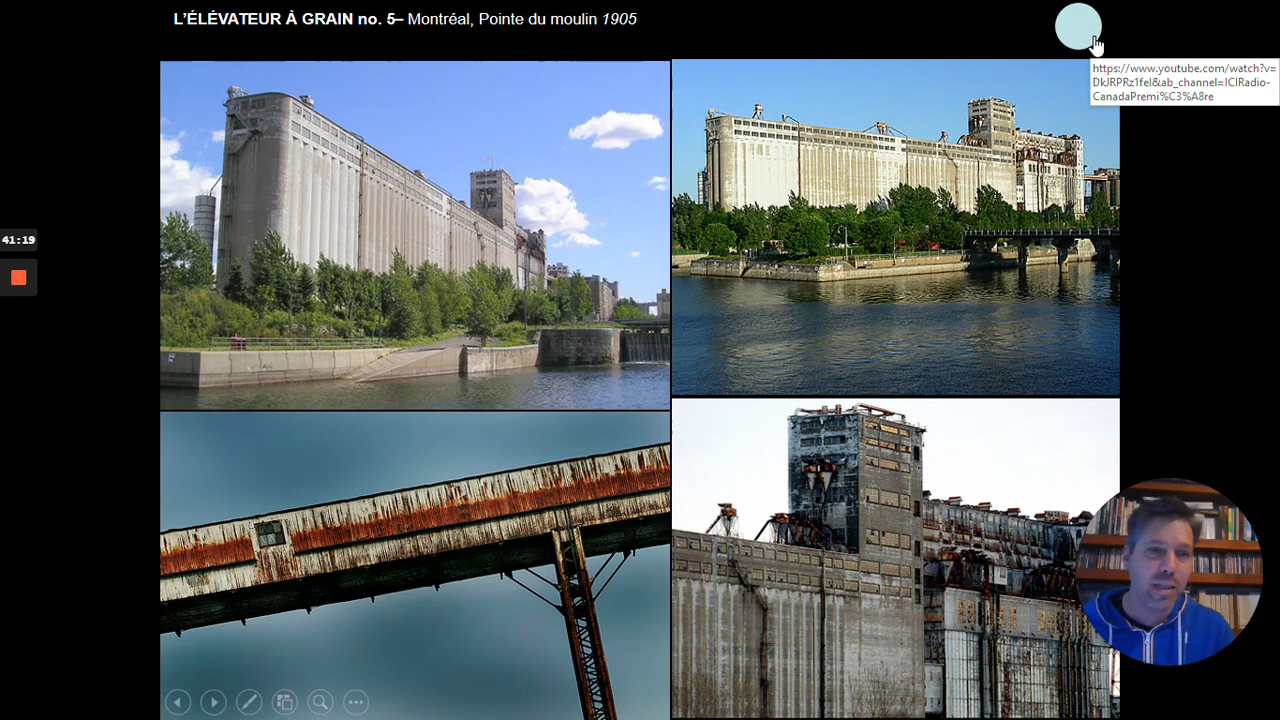 L’ÉLÉVATEUR À GRAIN no. 5– Montréal, Pointe du moulin 1905
https://www.youtube.com/watch?v=
DkJRPRz1feI&ab_channel=ICIRadio-
CanadaPremi%C3%A8re
41:19